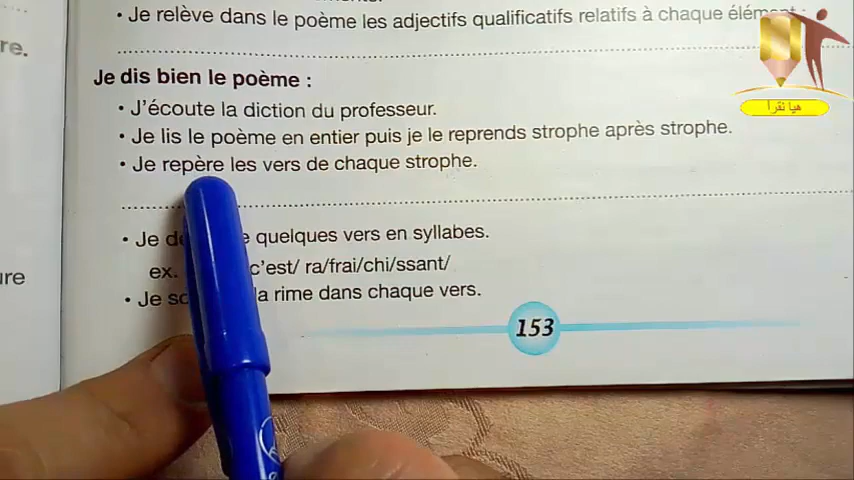 re.
• Je relève dans le poème les adjectifs qualificatifs relatifs à chaque élément :
هيا نقرأ
Je dis bien le poème :
• J'écoute la diction du professeur.
• Je lis le poème en entier puis je le reprends strophe après strophe.
• Je repère les vers de chaque strophe.
• Je quelques vers en syllabes.
ure
ex. c'est/ ra/frai/chi/ssant/
• Je la rime dans chaque vers.
153